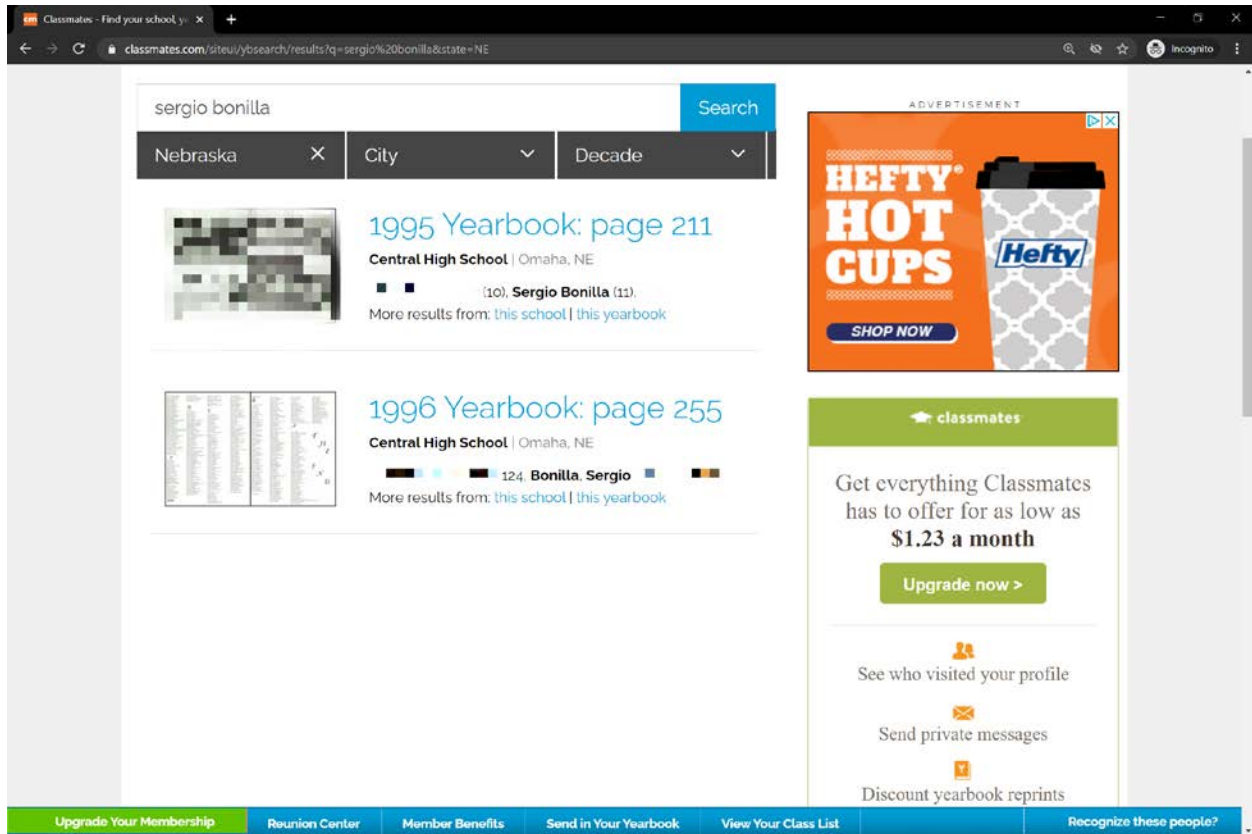 cm Classmates - Find your school, y
classmates.com/siteui/ybsearch/results?q=sergio%20bonilla&state=NE
Incognito
sergio bonilla
Search
Nebraska
City
Decade
1995 Yearbook: page 211
Central High School | Omaha, NE
(10), Sergio Bonilla (11),
More results from: this school | this yearbook
1996 Yearbook: page 255
Central High School | Omaha, NE
124, Bonilla, Sergio
More results from: this school | this yearbook
ADVERTISEMENT
HEFTY®
HOT
CUPS
SHOP NOW
Hefty
classmates
Get everything Classmates
has to offer for as low as
$1.23 a month
Upgrade now >
See who visited your profile
Send private messages
Discount yearbook reprints
Upgrade Your Membership
Reunion Center
Member Benefits
Send in Your Yearbook
View Your Class List
Recognize these people?